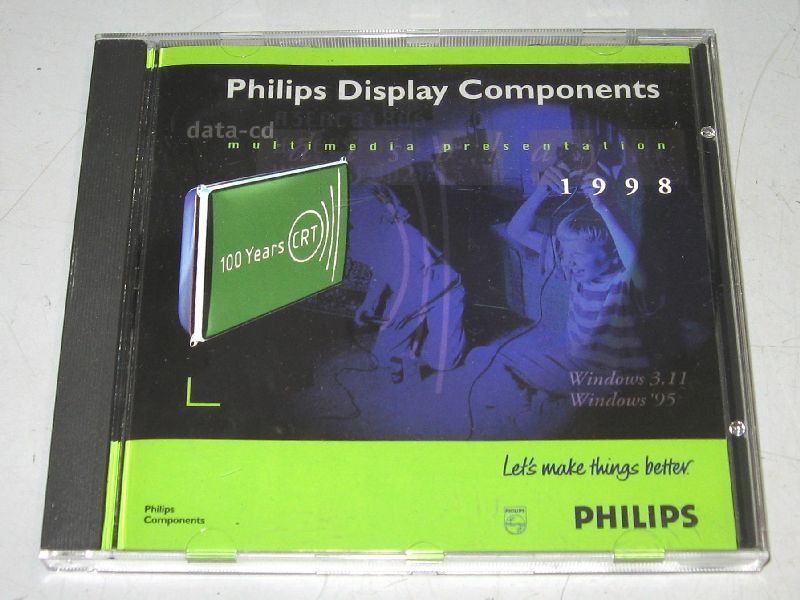 Philips Display Components
data-cd
multimedia presentation
1998
100 Years CRT
Windows 3.11
Windows '95
Let's make things better.
Philips
Components
PHILIPS
PHILIPS